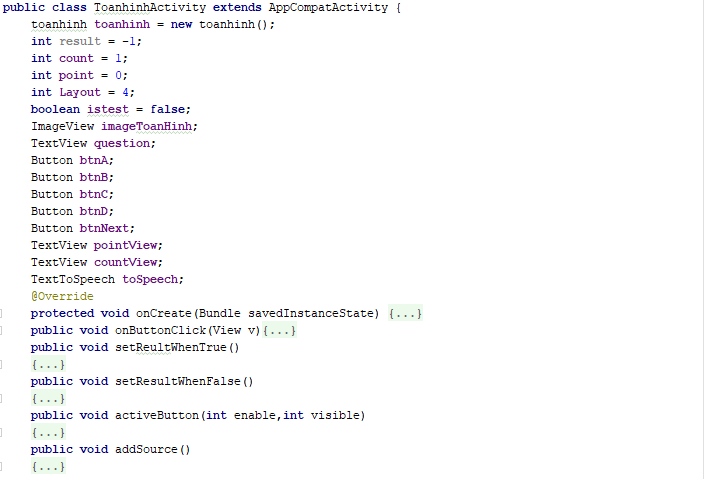 public class ToanhinhActivity extends AppCompatActivity {
toanhinh toanhinh = new toanhinh();
int result = -1;
int count = 1;
int point = 0;
int Layout = 4;
boolean istest = false;
ImageView imageToanHinh;
TextView question;
Button btnA;
Button btnB;
Button btnC;
Button btnD;
Button btnNext;
TextView pointView;
TextView countView;
TextToSpeech toSpeech;
@Override
protected void onCreate(Bundle savedInstanceState) {...}
public void onButtonClick(View v){...}
public void setReultWhenTrue()
{...}
public void setResultWhenFalse()
{...}
public void activeButton(int enable,int visible)
{...}
public void addSource()
{...}